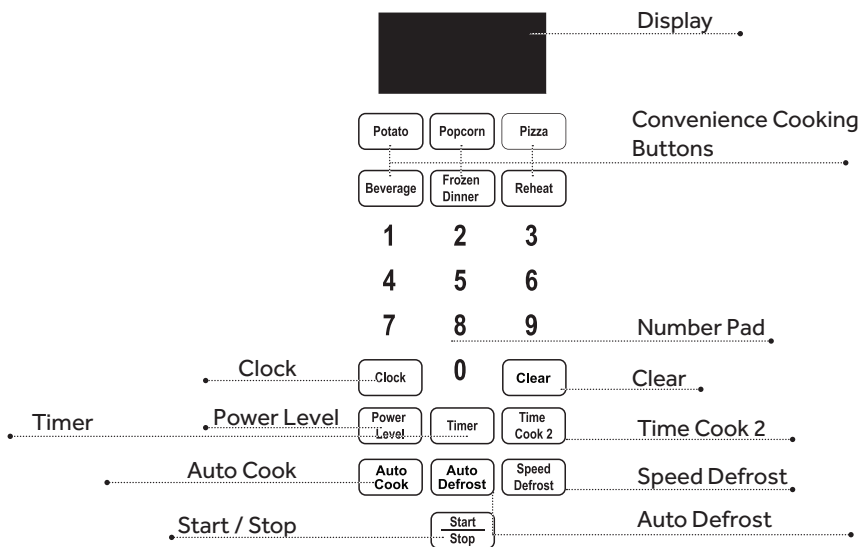 Display
Potato
Popcorn
Pizza
Convenience Cooking
Buttons
Beverage
Frozen
Dinner
Reheat
1 2 3
4 5 6
7 8 9
Number Pad
Clock
Clock
0
Clear
Clear
Timer
Power Level
Power
Level
Timer
Time
Cook 2
Time Cook 2
Auto Cook
Auto
Cook
Auto
Defrost
Speed
Defrost
Speed Defrost
Start / Stop
Start
Stop
Auto Defrost